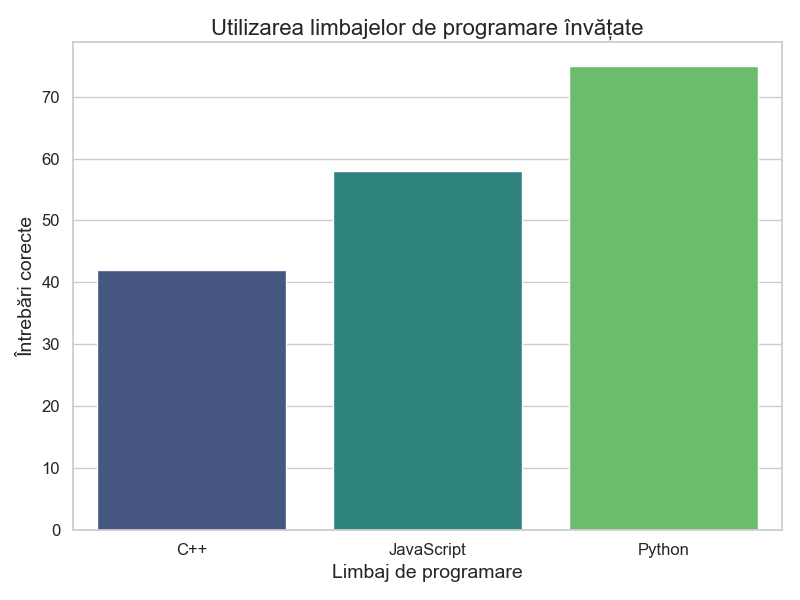 Utilizarea limbajelor de programare învățate
Întrebări corecte
70
60
50
40
30
20
10
0
C++ JavaScript Python
Limbaj de programare